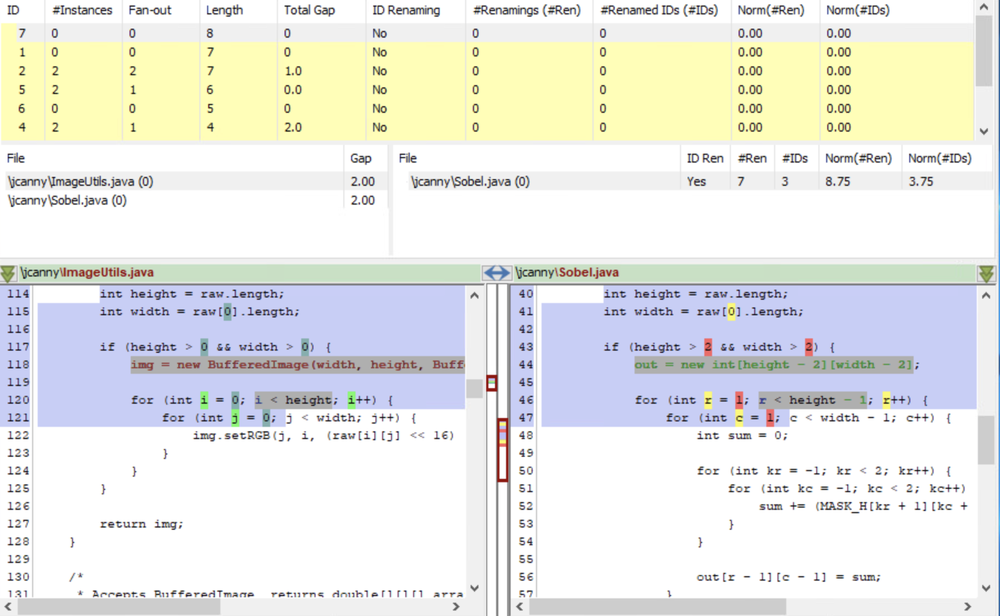 ID #Instances Fan-out Length Total Gap ID Renaming #Renamings (#Ren) #Renamed IDs (#IDs) Norm(#Ren) Norm(#IDs)
7 0 0 8 0 No 0 0 0.00 0.00
1 0 0 7 0 No 0 0 0.00 0.00
2 2 2 7 1.0 No 0 0 0.00 0.00
5 2 1 6 0.0 No 0 0 0.00 0.00
6 0 0 5 0 No 0 0 0.00 0.00
4 2 1 4 2.0 No 0 0 0.00 0.00
File Gap
\jcanny\ImageUtils.java (0) 2.00
\jcanny\Sobel.java (0) 2.00
File ID Ren #Ren #IDs Norm(#Ren) Norm(#IDs)
\jcanny\Sobel.java (0) Yes 7 3 8.75 3.75
\jcanny\ImageUtils.java
114 int height = raw.length;
115 int width = raw[0].length;
116
117 if (height > 0 && width > 0) {
118 img = new BufferedImage(width, height, Buff
119
120 for (int i = 0; i < height; i++) {
121 for (int j = 0; j < width; j++) {
122 img.setRGB(j, i, (raw[i][j] << 16)
123 }
124 }
125 }
126
127 return img;
128 }
129
130 /*
131 * Accepts BufferedImage, returns double[][][] arra
\jcanny\Sobel.java
40 int height = raw.length;
41 int width = raw[0].length;
42
43 if (height > 2 && width > 2) {
44 out = new int[height - 2][width - 2];
45
46 for (int r = 1; r < height - 1; r++) {
47 for (int c = 1; c < width - 1; c++) {
48 int sum = 0;
49
50 for (int kr = -1; kr < 2; kr++) {
51 for (int kc = -1; kc < 2; kc++)
52 sum += (MASK_H[kr + 1][kc +
53 }
54 }
55
56 out[r - 1][c - 1] = sum;
57 }